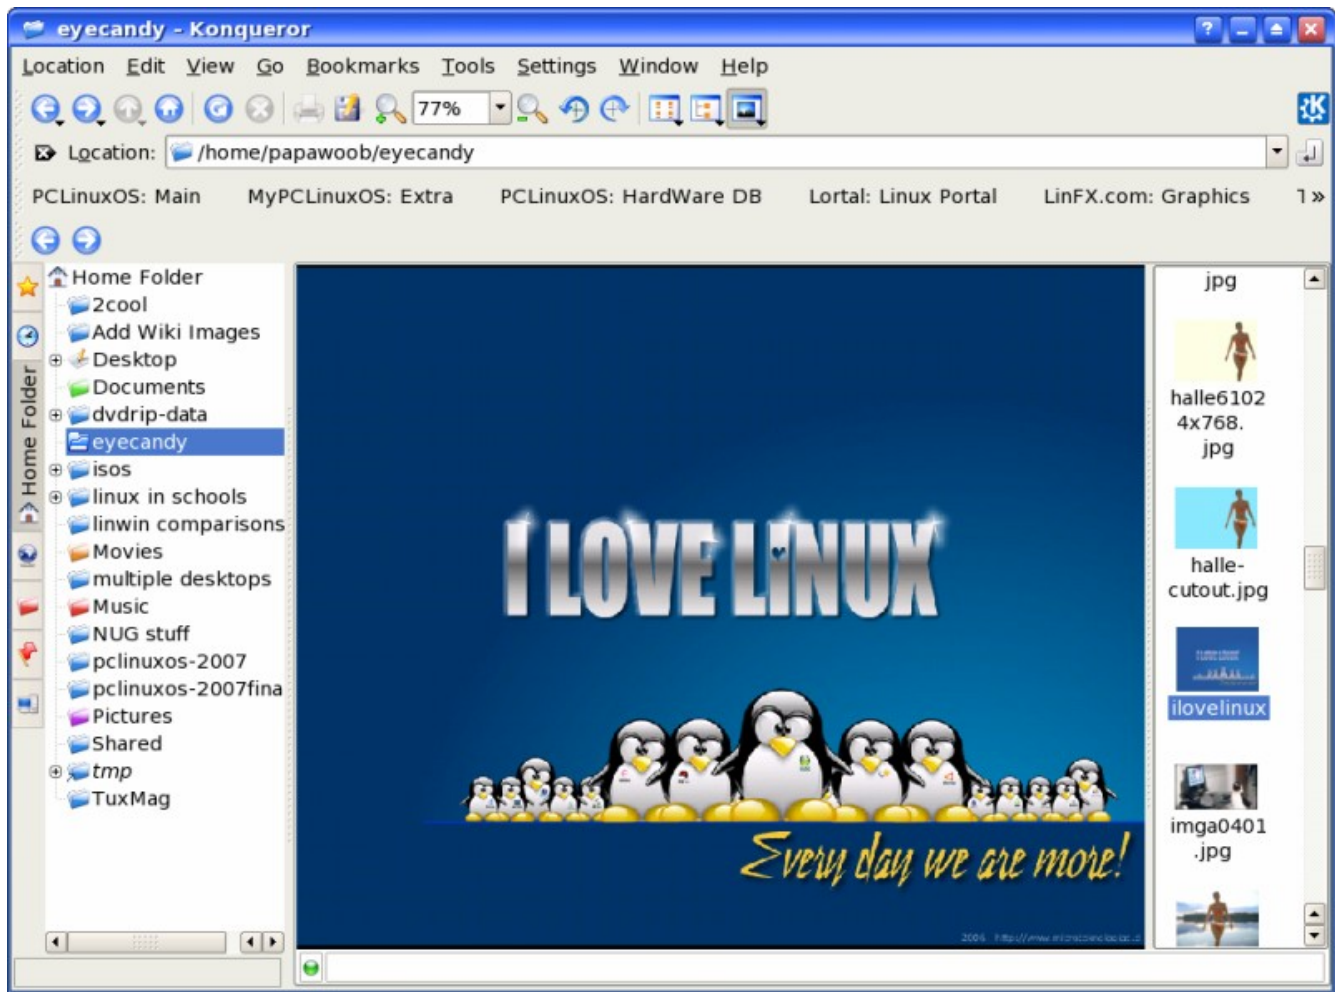 eyecandy - Konqueror
Location Edit View Go Bookmarks Tools Settings Window Help
77%
Location: /home/papawoob/eyecandy
PCLinuxOS: Main MyPCLinuxOS: Extra PCLinuxOS: HardWare DB Lortal: Linux Portal LinFX.com: Graphics
Home Folder
Home Folder
2cool
Add Wiki Images
Desktop
Documents
dvdrip-data
eyecandy
isos
linux in schools
linwin comparisons
Movies
multiple desktops
Music
NUG stuff
pclinuxos-2007
pclinuxos-2007fina
Pictures
Shared
tmp
TuxMag
I LOVE LINUX
Every day we are more!
2006
jpg
halle6102
4x768.
jpg
halle-
cutout.jpg
ilovelinux
imga0401
.jpg